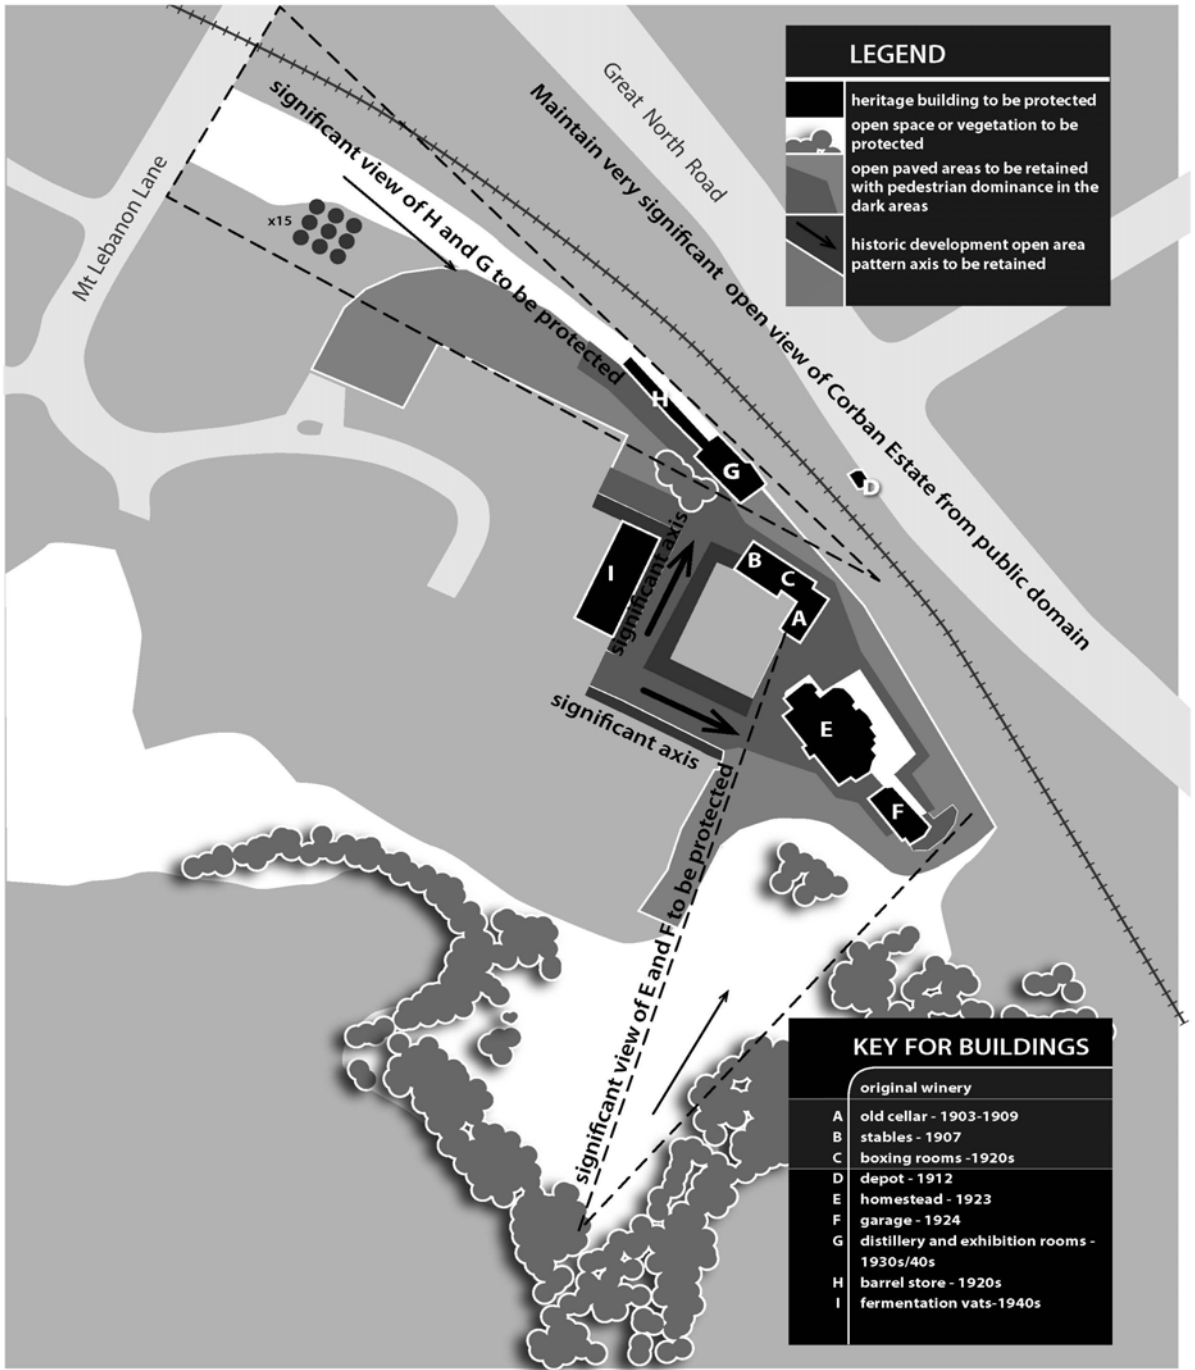 LEGEND
heritage building to be protected
open space or vegetation to be
protected
open paved areas to be retained
with pedestrian dominance in the
dark areas
historic development open area
pattern axis to be retained
Great North Road
Maintain very significant open view of Corban Estate from public domain
significant view of H and G to be protected
Mt Lebanon Lane
x15
H
G
D
B
C
I
A
significant axis
significant axis
E
F
significant view of E and F to be protected
KEY FOR BUILDINGS
original winery
A old cellar - 1903-1909
B stables - 1907
C boxing rooms -1920s
D depot - 1912
E homestead - 1923
F garage - 1924
G distillery and exhibition rooms -
1930s/40s
H barrel store - 1920s
I fermentation vats-1940s